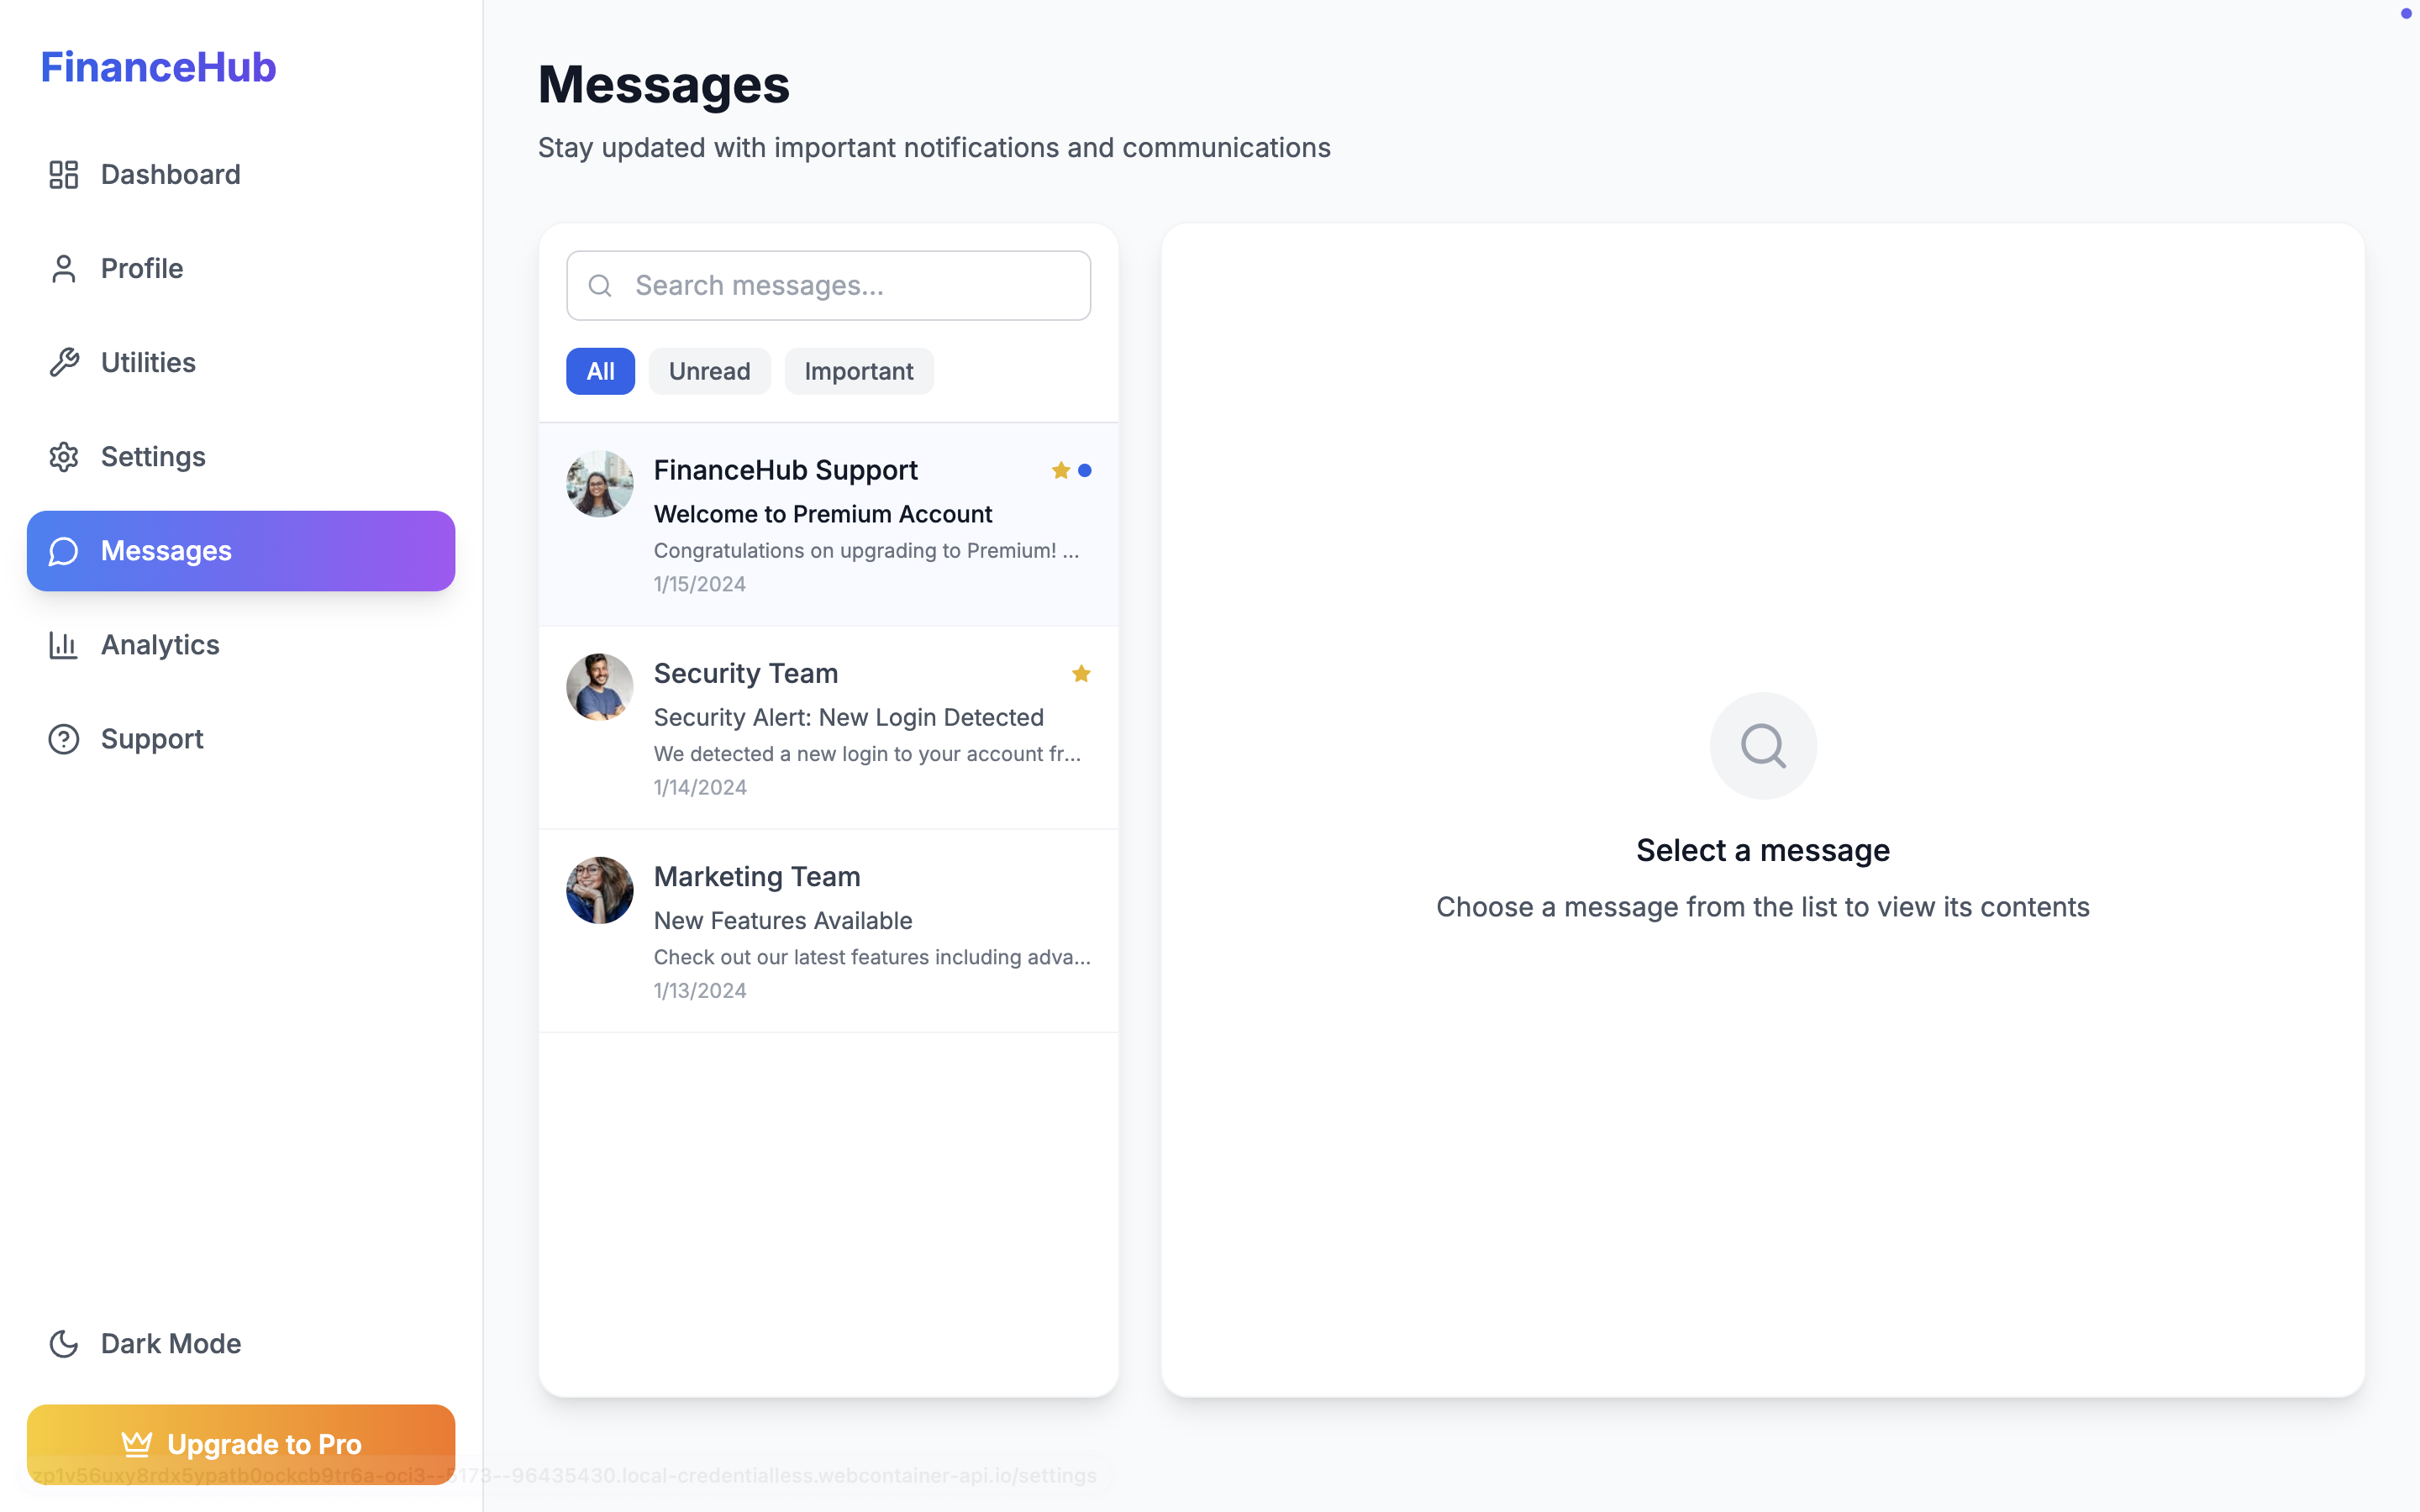 FinanceHub
Dashboard
Profile
Utilities
Settings
Messages
Analytics
Support
Dark Mode
Upgrade to Pro
Messages
Stay updated with important notifications and communications
Search messages...
All
Unread
Important
FinanceHub Support
Welcome to Premium Account
Congratulations on upgrading to Premium! ...
1/15/2024
Security Team
Security Alert: New Login Detected
We detected a new login to your account fr...
1/14/2024
Marketing Team
New Features Available
Check out our latest features including adva...
1/13/2024
Select a message
Choose a message from the list to view its contents
zp1v56uxy8rdx5ypatb0ockcb9tr6a-oci3--5173--96435430.local-credentialless.webcontainer-api.io/settings